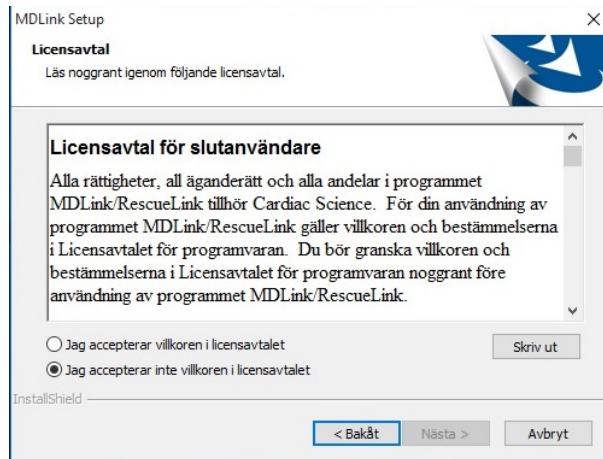 MDLink Setup
Licensavtal
Läs noggrant igenom följande licensavtal.
Licensavtal för slutanvändare
Alla rättigheter, all äganderätt och alla andelar i programmet
MDLink/RescueLink tillhör Cardiac Science. För din användning av
programmet MDLink/RescueLink gäller villkoren och bestämmelserna
i Licensavtalet för programvaran. Du bör granska villkoren och
bestämmelserna i Licensavtalet för programvaran noggrant före
användning av programmet MDLink/RescueLink.
Jag accepterar villkoren i licensavtalet
Skriv ut
Jag accepterar inte villkoren i licensavtalet
InstallShield
< Bakåt
Nästa >
Avbryt